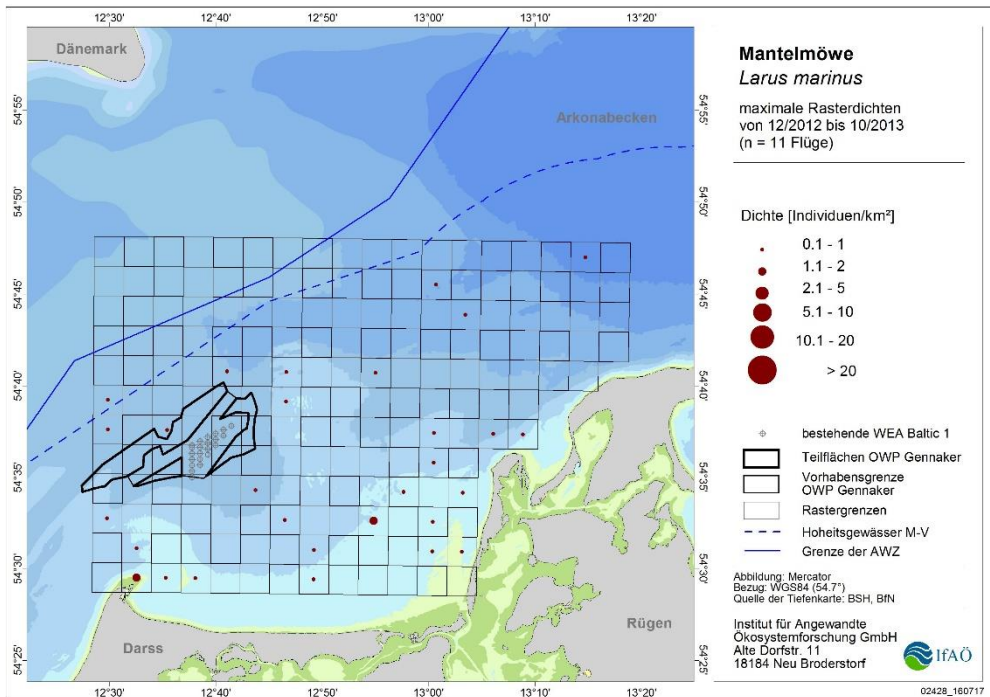 12°30' 12°40' 12°50' 13°00' 13°10' 13°20'
Dänemark
Arkonabecken
Darss
Rügen
54°55'
54°50'
54°45'
54°40'
54°35'
54°30'
54°25'
54°55'
54°50'
54°45'
54°40'
54°35'
54°30'
54°25'
12°30' 12°40' 12°50' 13°00' 13°10' 13°20'
Mantelmöwe
Larus marinus
maximale Rasterdichten
von 12/2012 bis 10/2013
(n = 11 Flüge)
Dichte [Individuen/km²]
0.1 - 1
1.1 - 2
2.1 - 5
5.1 - 10
10.1 - 20
> 20
bestehende WEA Baltic 1
Teilflächen OWP Gennaker
Vorhabensgrenze
OWP Gennaker
Rastergrenzen
Hoheitsgewässer M-V
Grenze der AWZ
Abbildung: Mercator
Bezug: WGS84 (54.7°)
Quelle der Tiefenkarte: BSH, BfN
Institut für Angewandte
Ökosystemforschung GmbH
Alte Dorfstr. 11
18184 Neu Broderstorf
IfAÖ
02428_160717